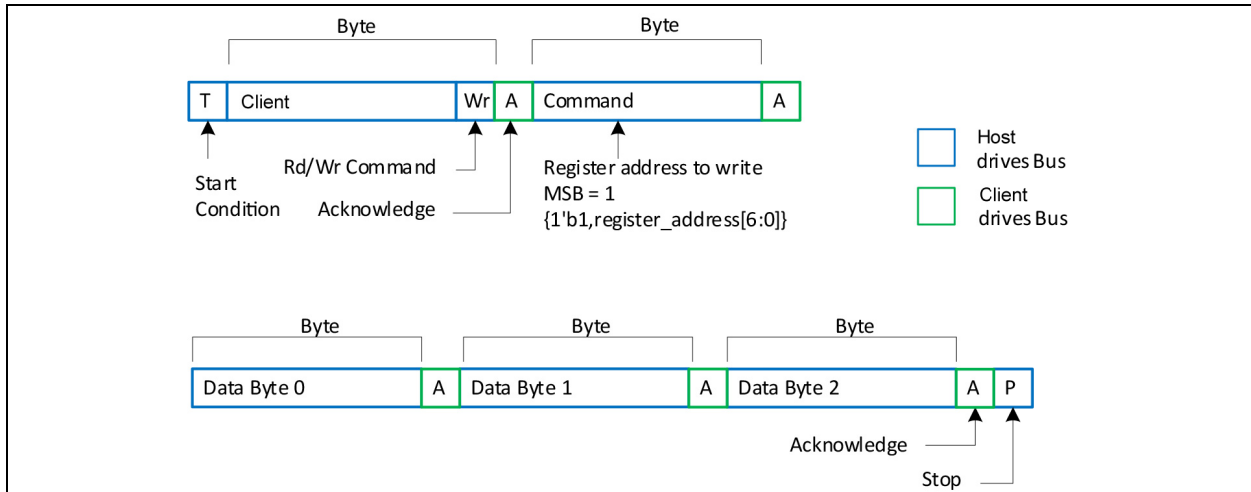 Byte
Byte
T
Client
Wr
A
Command
A
Rd/Wr Command
Start
Condition
Acknowledge
Register address to write
MSB = 1
{1'b1,register_address[6:0]}
Host
drives Bus
Client
drives Bus
Byte
Byte
Byte
Data Byte 0
A
Data Byte 1
A
Data Byte 2
A
P
Acknowledge
Stop